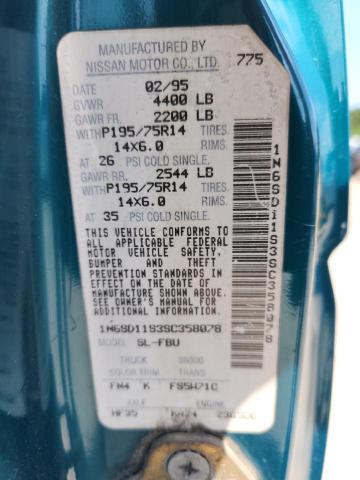 MANUFACTURED BY
NISSAN MOTOR CO., LTD. 775
02/95
GVWR 4400 LB
GAWR FR. 2200 LB
WITH P195/75R14 TIRES.
14X6.0 RIMS.
AT 26 PSI COLD SINGLE.
GAWR RR. 2544 LB
WITH P195/75R14 TIRES.
14X6.0 RIMS.
AT 35 PSI COLD SINGLE.
THIS VEHICLE CONFORMS TO
ALL APPLICABLE FEDERAL
MOTOR VEHICLE SAFETY,
BUMPER AND THEFT
PREVENTION STANDARDS IN
EFFECT ON THE DATE OF
MANUFACTURE SHOWN ABOVE.
SEE OWNER'S MANUAL FOR
ADDITIONAL INFORMATION.
1N6SD11S3SC358078
SL-FBU
TRUCK
COLOR TRIM TRANS
FN4 K FS5W71C
AXLE ENGINE
HF35 KA24
1N6SD11S3SC358078